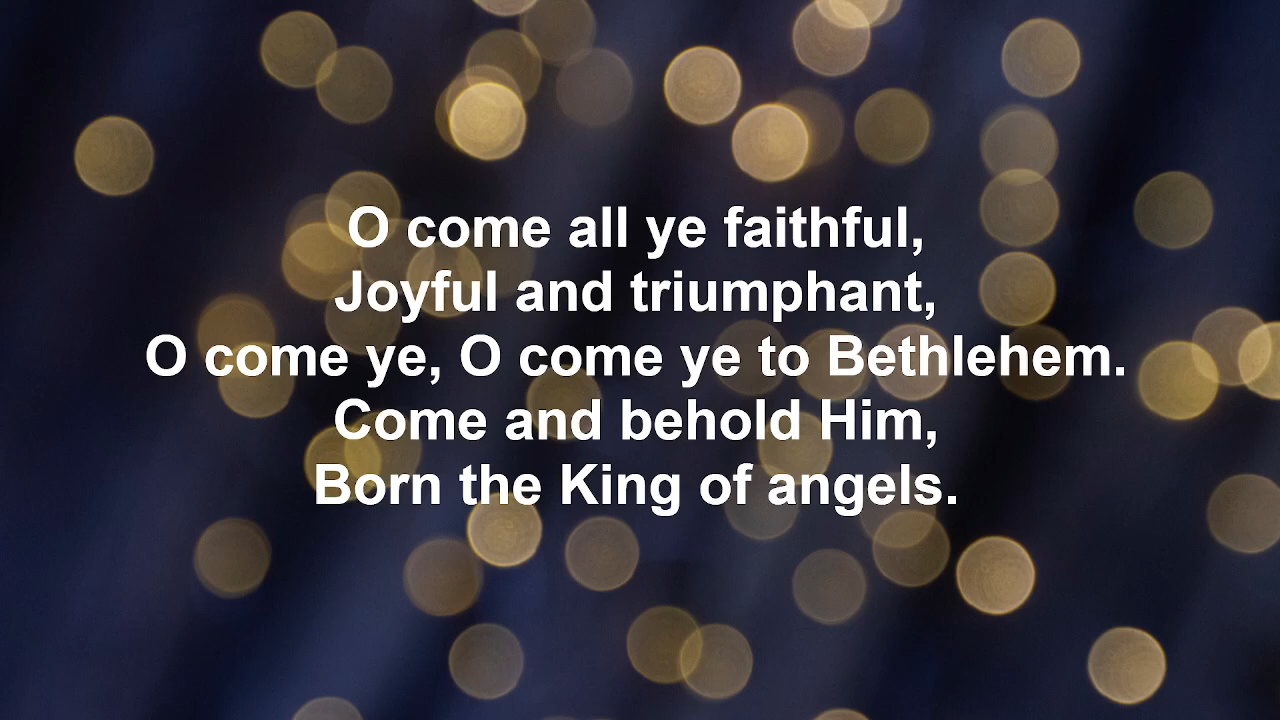 O come all ye faithful,
Joyful and triumphant,
O come ye, O come ye to Bethlehem.
Come and behold Him,
Born the King of angels.